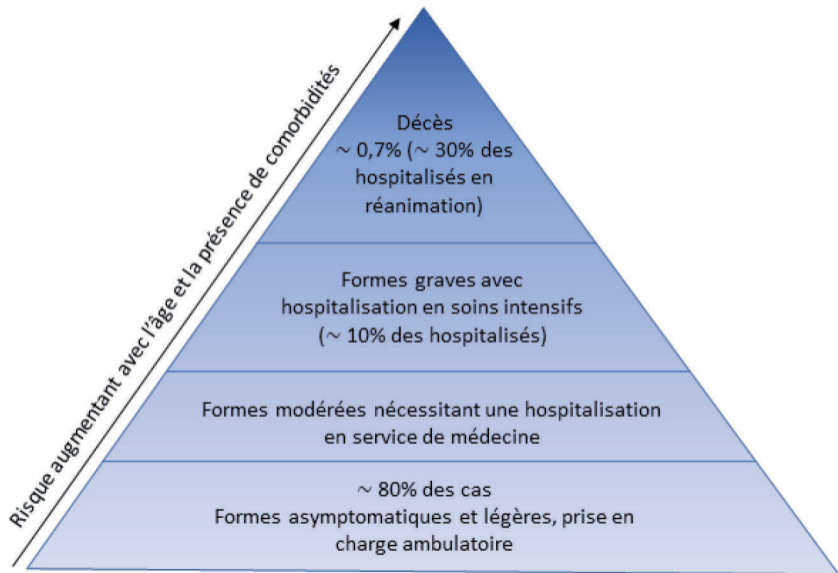 Risque augmentant avec l'âge et la présence de comorbidités
Décès
~ 0,7% (~ 30% des
hospitalisés en
réanimation)
Formes graves avec
hospitalisation en soins intensifs
(~ 10% des hospitalisés)
Formes modérées nécessitant une hospitalisation
en service de médecine
~ 80% des cas
Formes asymptomatiques et légères, prise en
charge ambulatoire